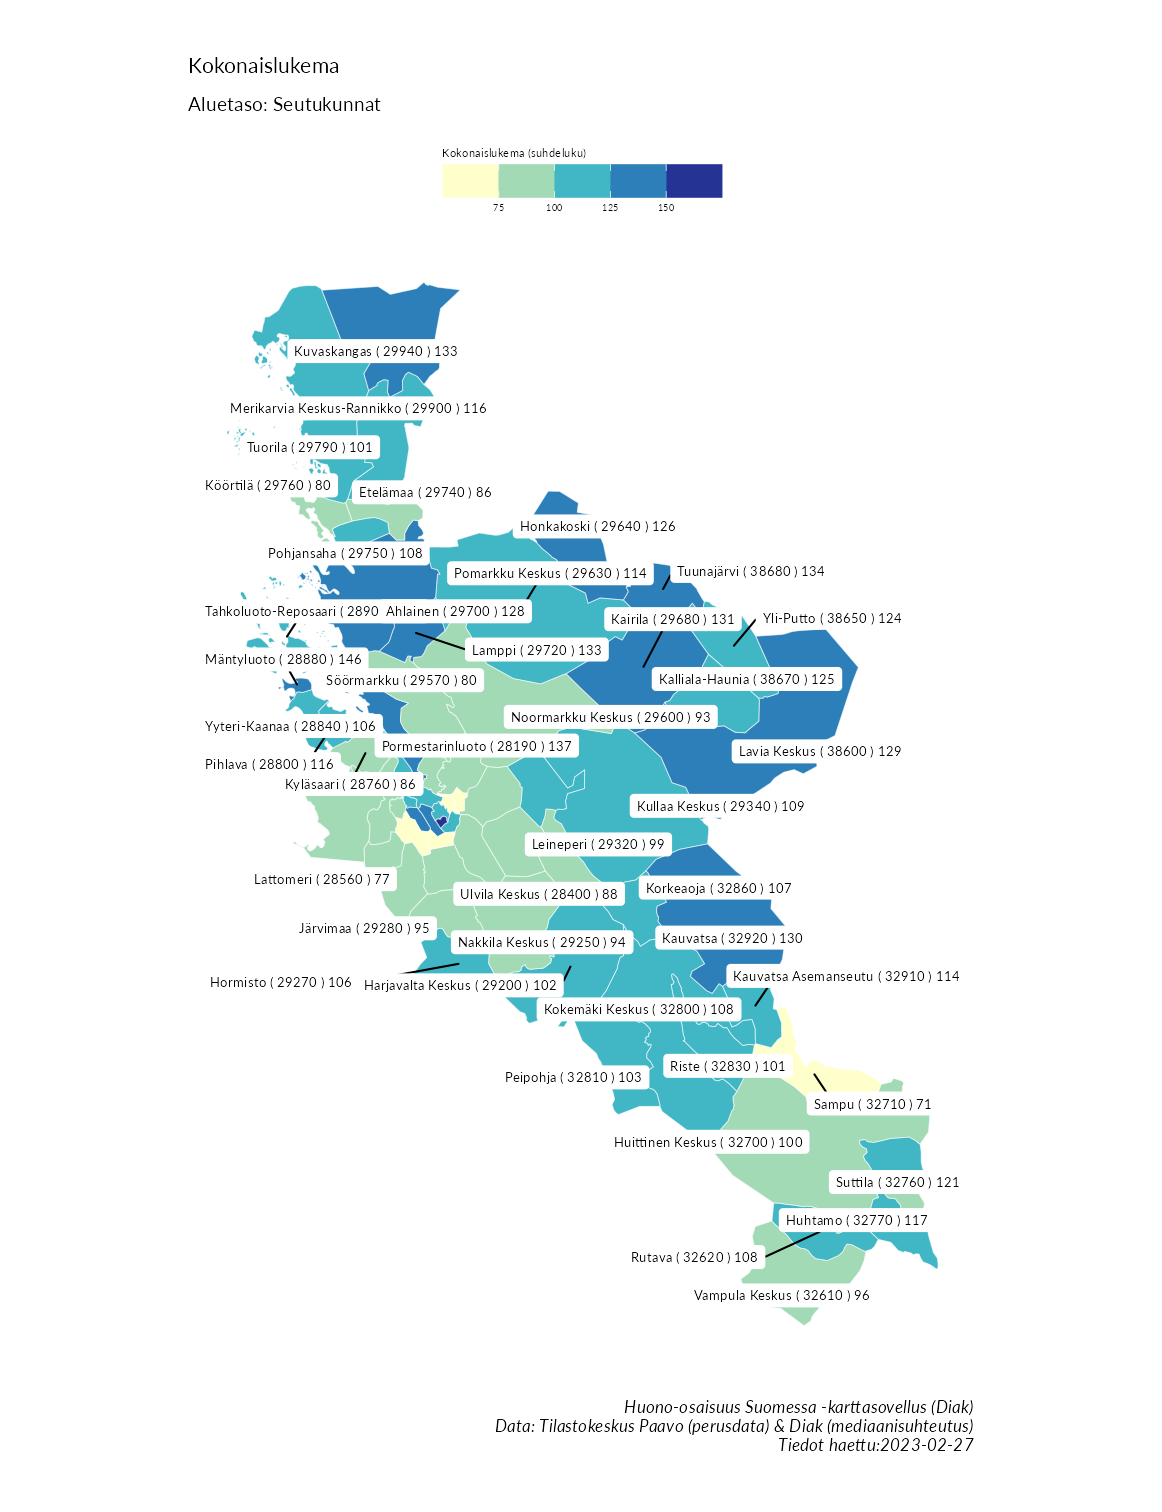 Kokonaislukema
Aluetaso: Seutukunnat
Kokonaislukema (suhdeluku)
75 100 125 150
Kuvaskangas ( 29940 ) 133
Merikarvia Keskus-Rannikko ( 29900 ) 116
Tuorila ( 29790 ) 101
Köörtilä ( 29760 ) 80
Etelämaa ( 29740 ) 86
Honkakoski ( 29640 ) 126
Pohjansaha ( 29750 ) 108
Pomarkku Keskus ( 29630 ) 114
Tuunajärvi ( 38680 ) 134
Tahkoluoto-Reposaari ( 2890
Ahlainen ( 29700 ) 128
Kairila ( 29680 ) 131
Yli-Putto ( 38650 ) 124
Lamppi ( 29720 ) 133
Mäntyluoto ( 28880 ) 146
Söörmarkku ( 29570 ) 80
Kalliala-Haunia ( 38670 ) 125
Noormarkku Keskus ( 29600 ) 93
Yyteri-Kaanaa ( 28840 ) 106
Pormestarinluoto ( 28190 ) 137
Lavia Keskus ( 38600 ) 129
Pihlava ( 28800 ) 116
Kyläsaari ( 28760 ) 86
Kullaa Keskus ( 29340 ) 109
Leineperi ( 29320 ) 99
Lattomeri ( 28560 ) 77
Ulvila Keskus ( 28400 ) 88
Korkeaoja ( 32860 ) 107
Järvimaa ( 29280 ) 95
Nakkila Keskus ( 29250 ) 94
Kauvatsa ( 32920 ) 130
Hormisto ( 29270 ) 106
Harjavalta Keskus ( 29200 ) 102
Kauvatsa Asemanseutu ( 32910 ) 114
Kokemäki Keskus ( 32800 ) 108
Riste ( 32830 ) 101
Peipohja ( 32810 ) 103
Sampu ( 32710 ) 71
Huittinen Keskus ( 32700 ) 100
Suttila ( 32760 ) 121
Huhtamo ( 32770 ) 117
Rutava ( 32620 ) 108
Vampula Keskus ( 32610 ) 96
Huono-osaisuus Suomessa -karttasovellus (Diak)
Data: Tilastokeskus Paavo (perusdata) & Diak (mediaanisuhteutus)
Tiedot haettu:2023-02-27